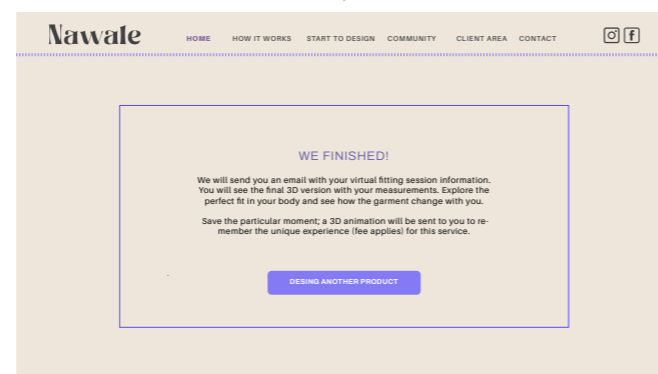 Nawale
HOME HOW IT WORKS START TO DESIGN COMMUNITY CLIENT AREA CONTACT
WE FINISHED!
We will send you an email with your virtual fitting session information.
You will see the final 3D version with your measurements. Explore the
perfect fit in your body and see how the garment change with you.
Save the particular moment; a 3D animation will be sent to you to re-
member the unique experience (fee applies) for this service.
DESING ANOTHER PRODUCT